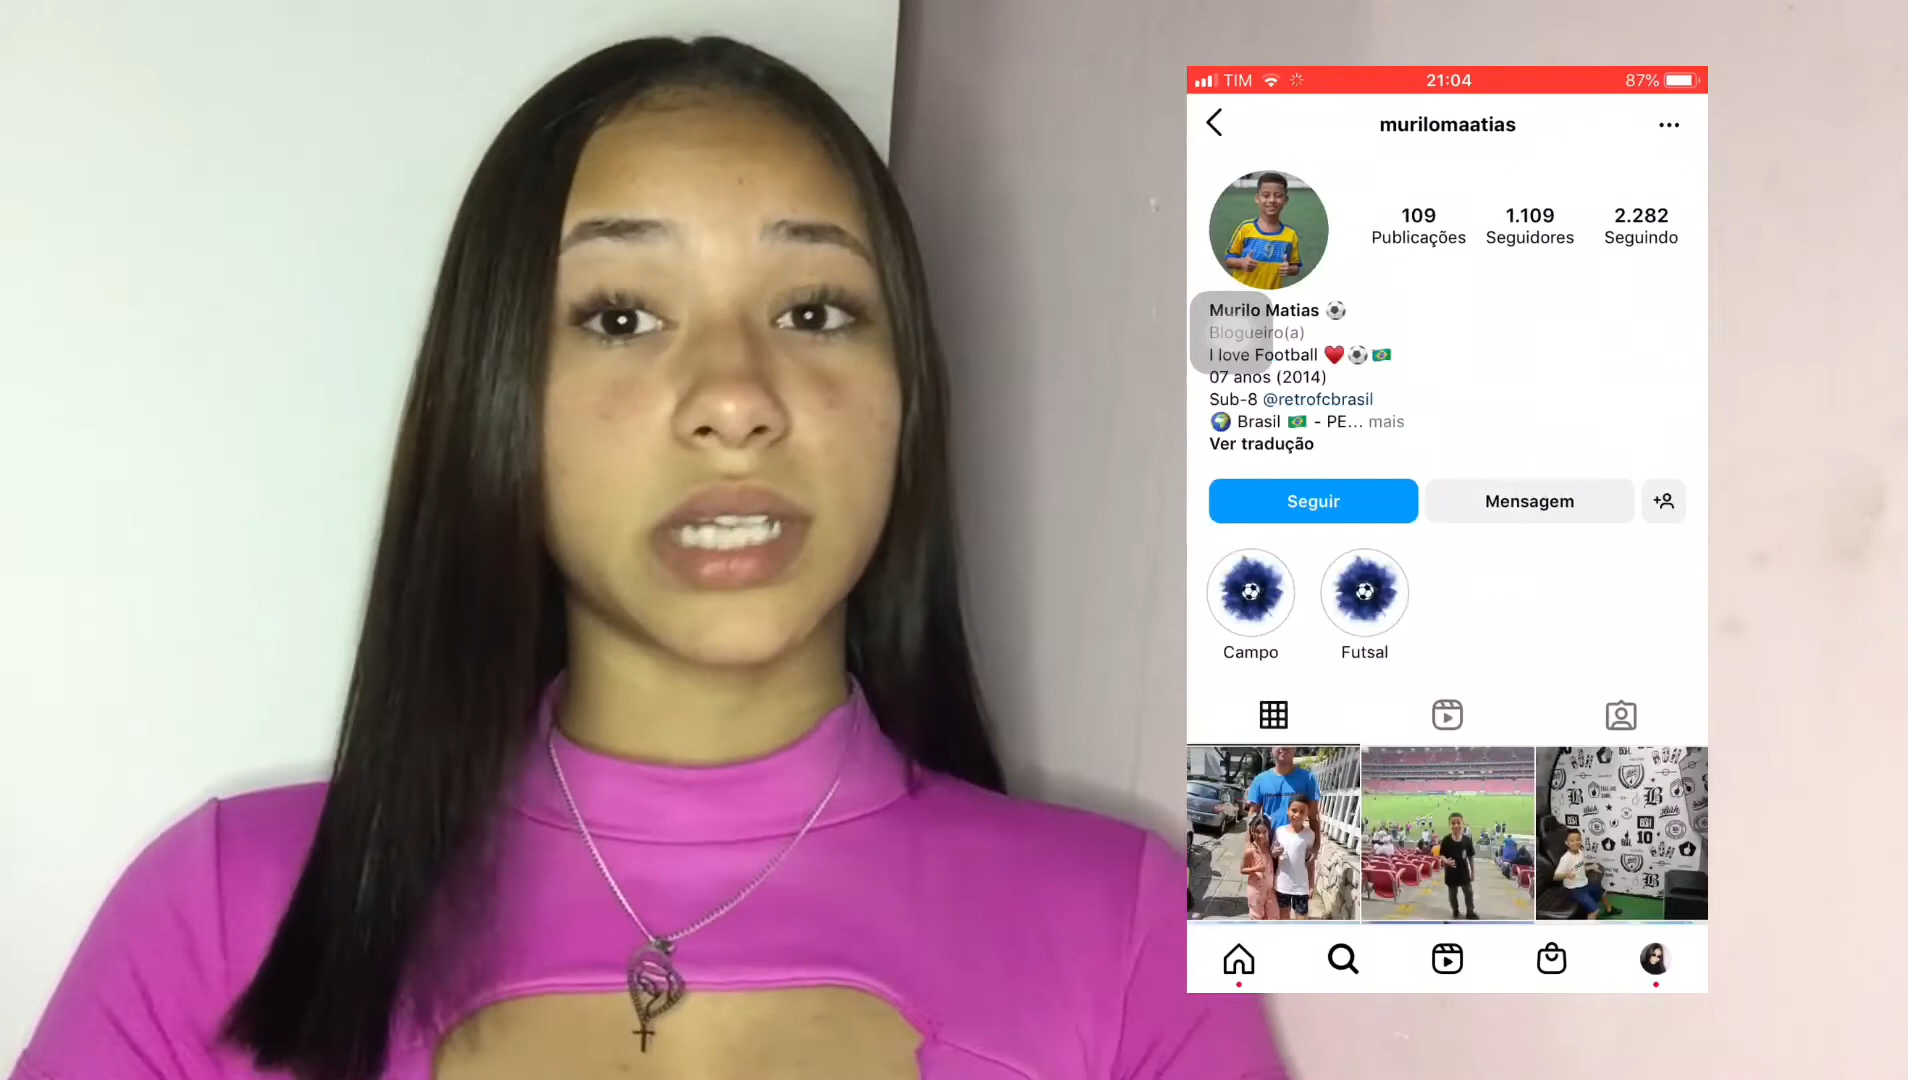 TIM 21:04 87%
murilomaatias
109 1.109 2.282
Publicações Seguidores Seguindo
Murilo Matias
Blogueiro(a)
I love Football
07 anos (2014)
Sub-8 @retrofcbrasil
Brasil - PE... mais
Ver tradução
Seguir Mensagem
Campo Futsal
10
B